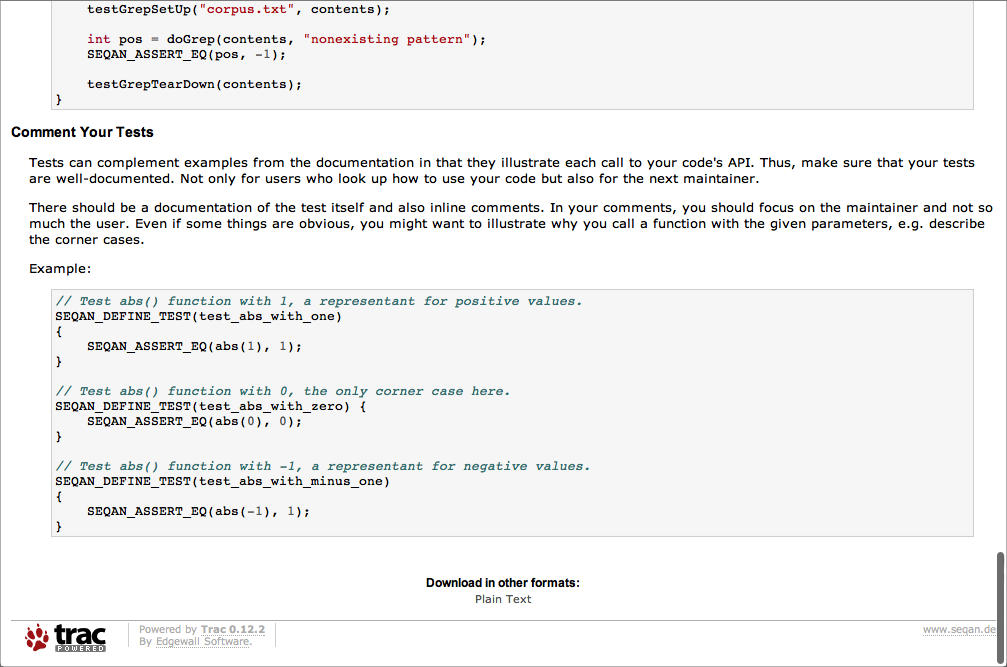 testGrepSetUp("corpus.txt", contents);
int pos = doGrep(contents, "nonexisting pattern");
SEQAN_ASSERT_EQ(pos, -1);
testGrepTearDown(contents);
}
Comment Your Tests
Tests can complement examples from the documentation in that they illustrate each call to your code's API. Thus, make sure that your tests
are well-documented. Not only for users who look up how to use your code but also for the next maintainer.
There should be a documentation of the test itself and also inline comments. In your comments, you should focus on the maintainer and not so
much the user. Even if some things are obvious, you might want to illustrate why you call a function with the given parameters, e.g. describe
the corner cases.
Example:
// Test abs() function with 1, a representant for positive values.
SEQAN_DEFINE_TEST(test_abs_with_one)
{
SEQAN_ASSERT_EQ(abs(1), 1);
}
// Test abs() function with 0, the only corner case here.
SEQAN_DEFINE_TEST(test_abs_with_zero) {
SEQAN_ASSERT_EQ(abs(0), 0);
}
// Test abs() function with -1, a representant for negative values.
SEQAN_DEFINE_TEST(test_abs_with_minus_one)
{
SEQAN_ASSERT_EQ(abs(-1), 1);
}
Download in other formats:
Plain Text
trac
POWERED
Powered by Trac 0.12.2
By Edgewall Software.
www.seqan.de